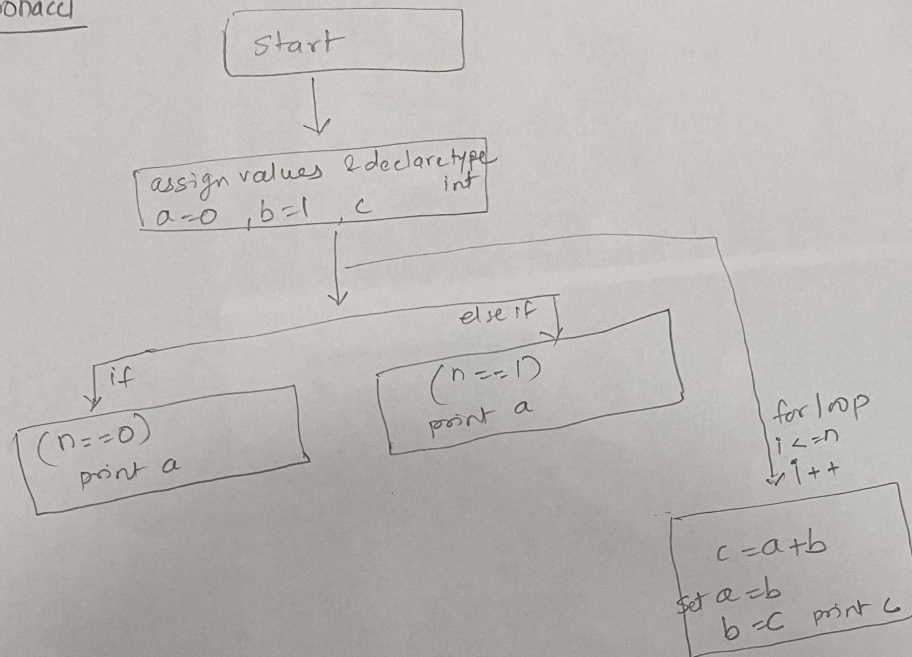 onacci
start
assign values & declare type
int
a=0 , b=1 , c
else if
if
(n==1)
print a
(n==0)
print a
for loop
i<=n
i++
c=a+b
set a=b
b=c print c